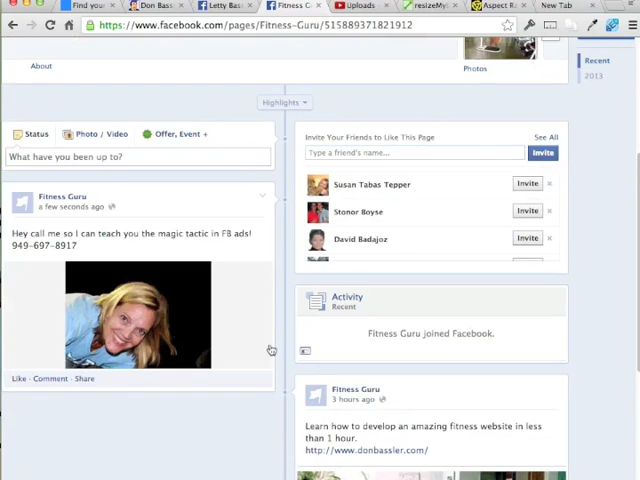 Find your
Don Bass
Letty Bas
Fitness G
Uploads
resizeMy
Aspect R
New Tab
https://www.facebook.com/pages/Fitness-Guru/515889371821912
About
Photos
Recent
2013
Highlights
Status
Photo / Video
Offer, Event +
What have you been up to?
Invite Your Friends to Like This Page
See All
Type a friend's name...
Invite
Susan Tabas Tepper
Invite
Stonor Boyse
Invite
David Badajoz
Invite
Fitness Guru
a few seconds ago
Hey call me so I can teach you the magic tactic in FB ads!
949-697-8917
Like · Comment · Share
Activity
Recent
Fitness Guru joined Facebook.
Fitness Guru
3 hours ago
Learn how to develop an amazing fitness website in less
than 1 hour.
http://www.donbassler.com/